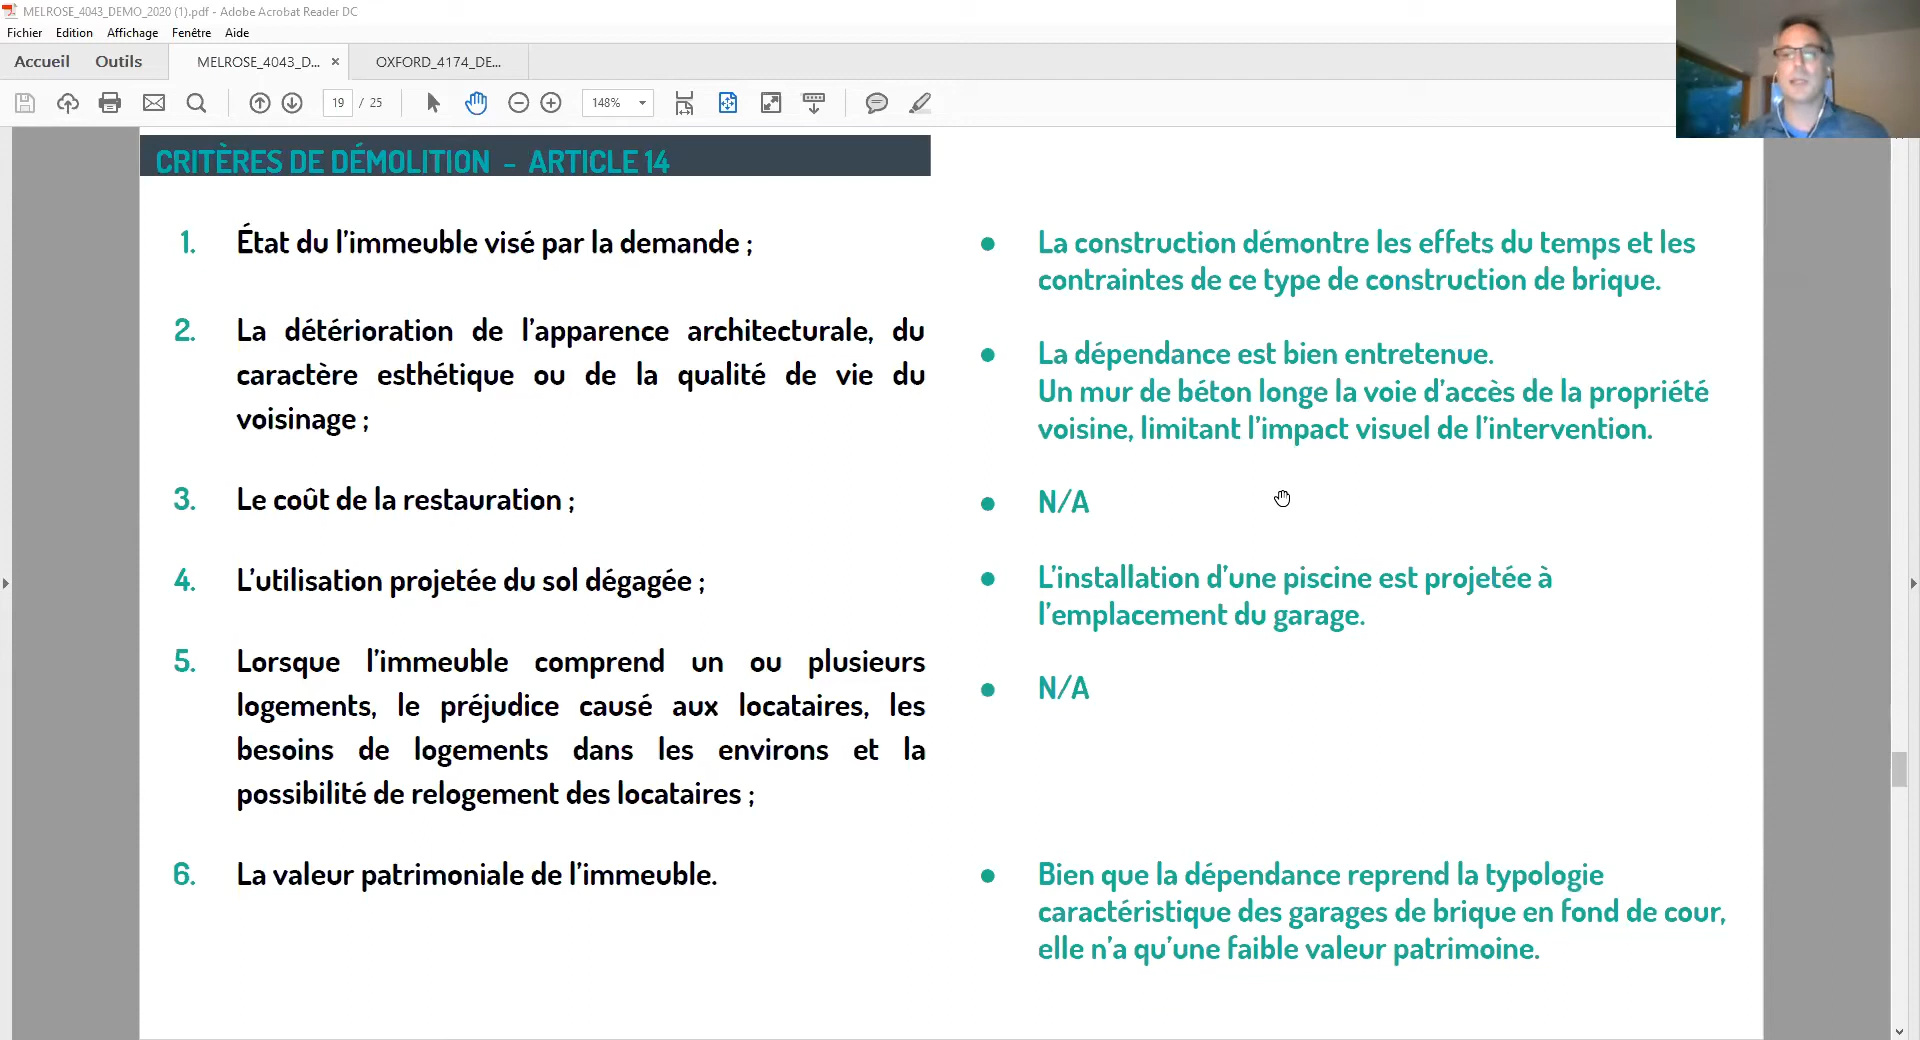 MELROSE_4043_DEMO_2020 (1).pdf - Adobe Acrobat Reader DC
Fichier Edition Affichage Fenêtre Aide
Accueil Outils MELROSE_4043_D... × OXFORD_4174_DE...
19 / 25 148%
CRITÈRES DE DÉMOLITION - ARTICLE 14
1. État du l'immeuble visé par la demande ;
2. La détérioration de l'apparence architecturale, du
caractère esthétique ou de la qualité de vie du
voisinage ;
3. Le coût de la restauration ;
4. L'utilisation projetée du sol dégagée ;
5. Lorsque l'immeuble comprend un ou plusieurs
logements, le préjudice causé aux locataires, les
besoins de logements dans les environs et la
possibilité de relogement des locataires ;
6. La valeur patrimoniale de l'immeuble.
● La construction démontre les effets du temps et les
contraintes de ce type de construction de brique.
● La dépendance est bien entretenue.
Un mur de béton longe la voie d'accès de la propriété
voisine, limitant l'impact visuel de l'intervention.
● N/A
● L'installation d'une piscine est projetée à
l'emplacement du garage.
● N/A
● Bien que la dépendance reprend la typologie
caractéristique des garages de brique en fond de cour,
elle n'a qu'une faible valeur patrimoine.